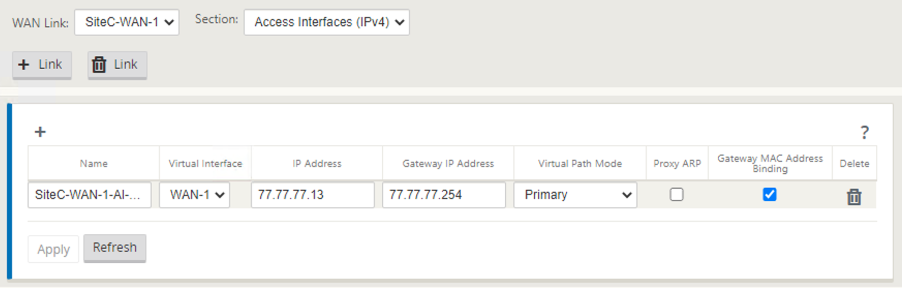 WAN Link: SiteC-WAN-1 Section: Access Interfaces (IPv4)
+ Link Link
+ ?
Name Virtual Interface IP Address Gateway IP Address Virtual Path Mode Proxy ARP Gateway MAC Address Binding Delete
SiteC-WAN-1-AI-... WAN-1 77.77.77.13 77.77.77.254 Primary
Apply Refresh